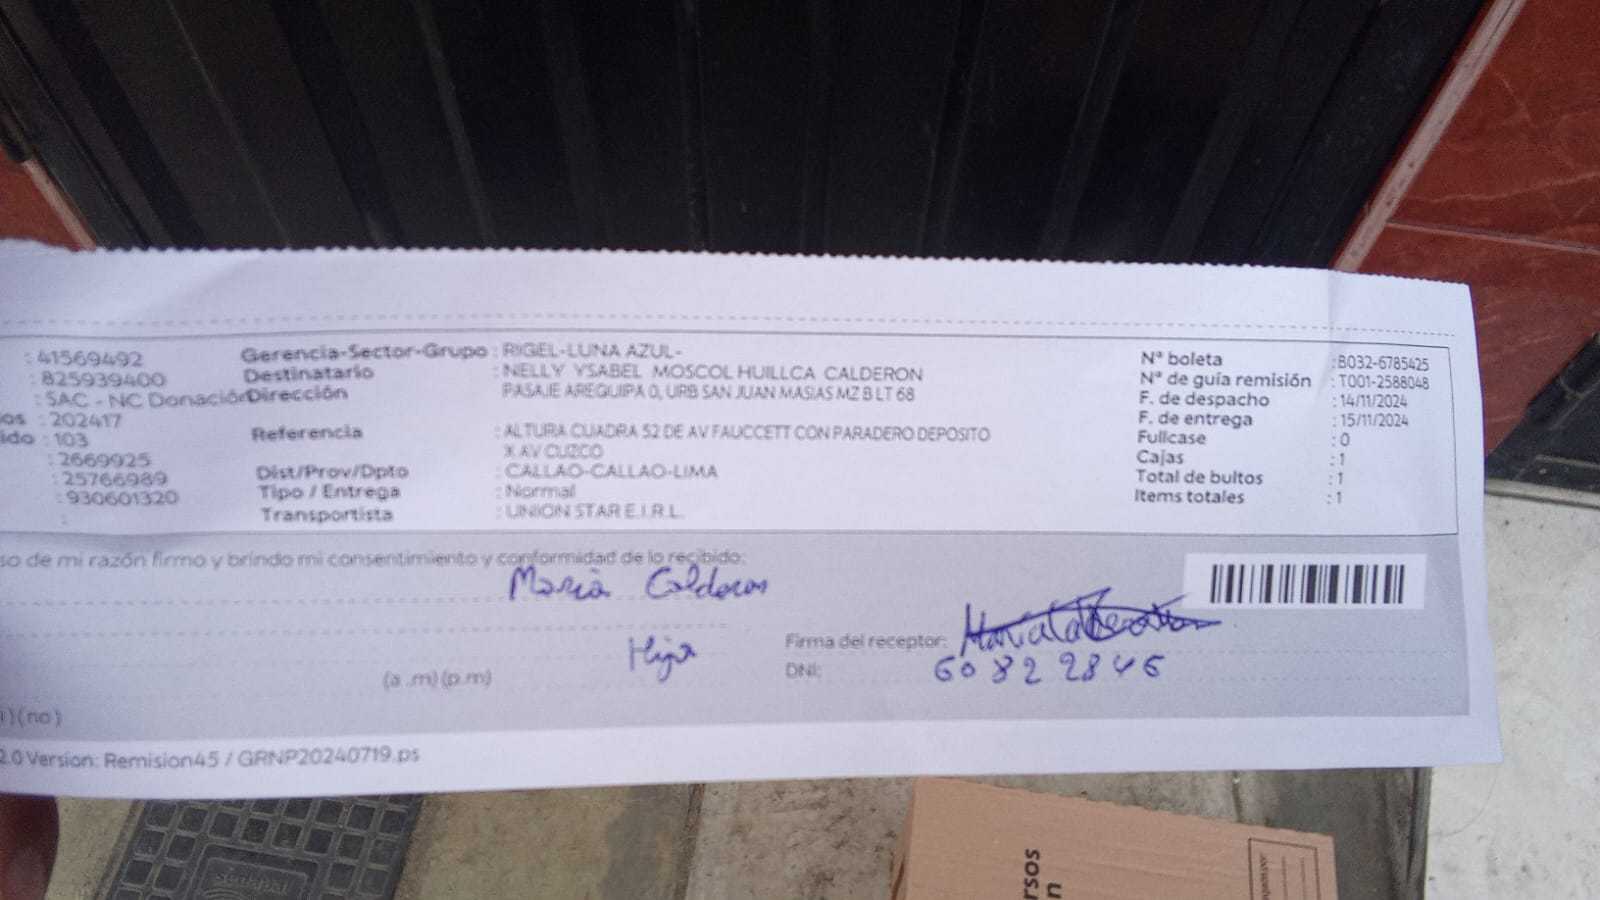 : 41569492 Gerencia-Sector-Grupo : RIGEL-LUNA AZUL- Nª boleta : B032-6785425
: 825939400 Destinatario : NELLY YSABEL MOSCOL HUILLCA CALDERON Nª de guía remisión : T001-2588048
: SAC - NC Donación Dirección : PASAJE AREQUIPA 0, URB SAN JUAN MASIAS MZ B LT 68 F. de despacho : 14/11/2024
os : 202417 F. de entrega : 15/11/2024
ido : 103 Referencia : ALTURA CUADRA 52 DE AV FAUCCETT CON PARADERO DEPOSITO Fullcase : 0
: 2669925 X AV CUZCO Cajas : 1
: 25766989 Dist/Prov/Dpto : CALLAO-CALLAO-LIMA Total de bultos : 1
: 930601320 Tipo / Entrega : Normal Items totales : 1
: Transportista : UNION STAR E.I.R.L.
so de mi razón firmo y brindo mi consentimiento y conformidad de lo recibido:
Maria Calderon
Hija Firma del receptor: Maria Calderon
(a .m) (p.m) DNI: 60822846
) (no)
2.0 Version: Remision45 / GRNP20240719.ps
rsos
n